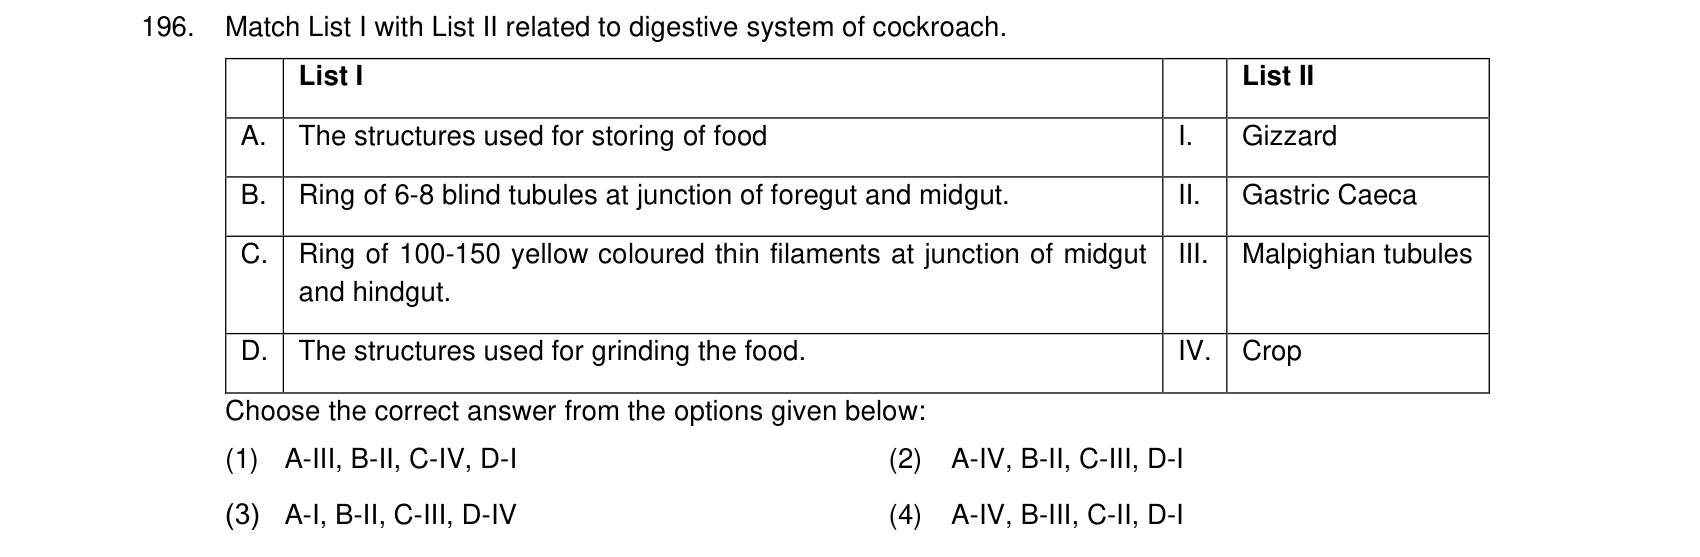 196. Match List I with List II related to digestive system of cockroach.
List I List II
A. The structures used for storing of food I. Gizzard
B. Ring of 6-8 blind tubules at junction of foregut and midgut. II. Gastric Caeca
C. Ring of 100-150 yellow coloured thin filaments at junction of midgut III. Malpighian tubules
and hindgut.
D. The structures used for grinding the food. IV. Crop
Choose the correct answer from the options given below:
(1) A-III, B-II, C-IV, D-I (2) A-IV, B-II, C-III, D-I
(3) A-I, B-II, C-III, D-IV (4) A-IV, B-III, C-II, D-I